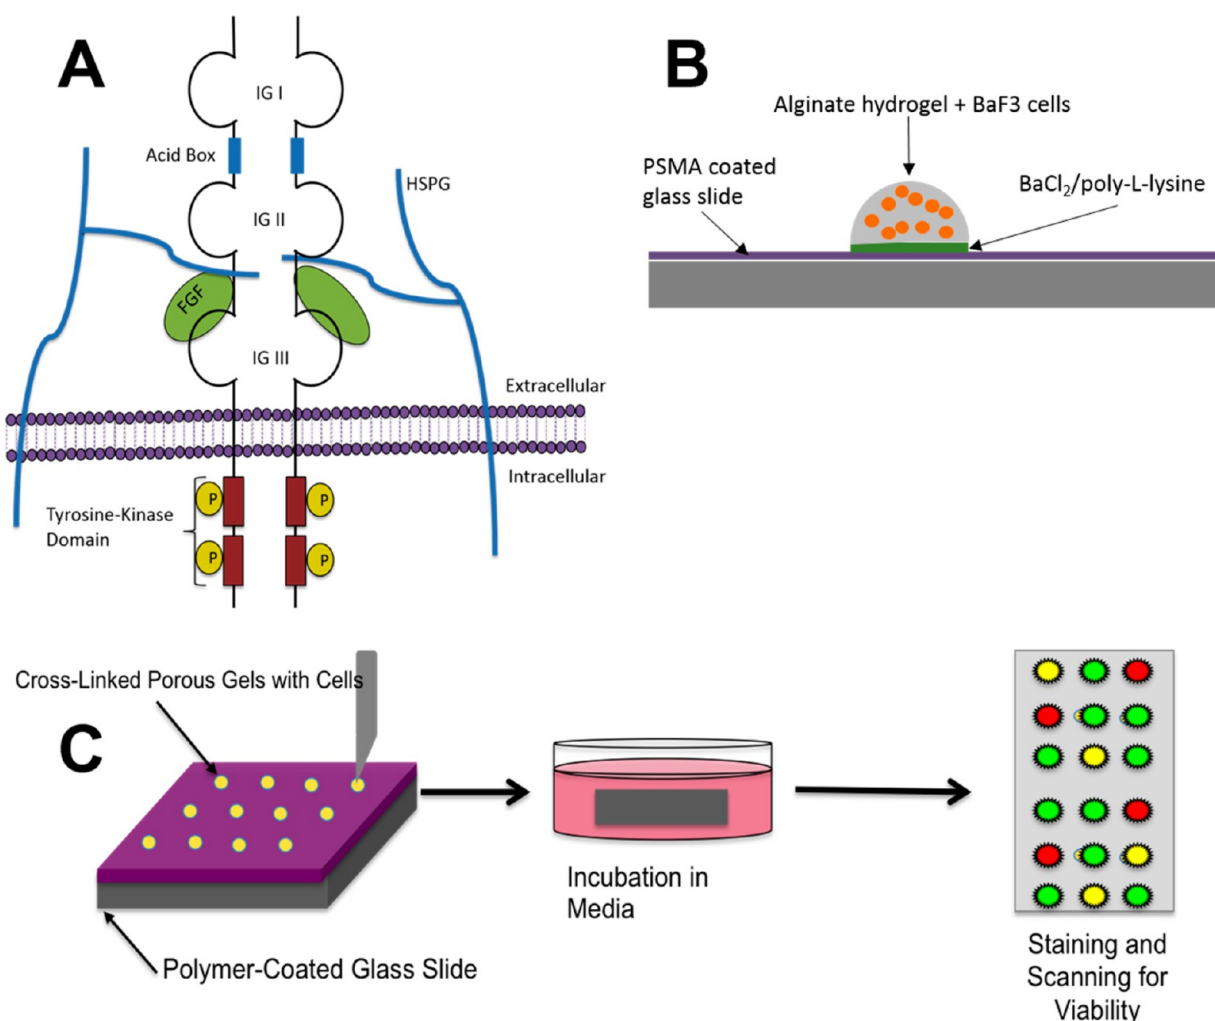 A
IG I
Acid Box
HSPG
IG II
FGF
IG III
Extracellular
Intracellular
Tyrosine-Kinase
Domain
P
P
P
P
B
Alginate hydrogel + BaF3 cells
PSMA coated
glass slide
BaCl₂/poly-L-lysine
C
Cross-Linked Porous Gels with Cells
Polymer-Coated Glass Slide
Incubation in
Media
Staining and
Scanning for
Viability